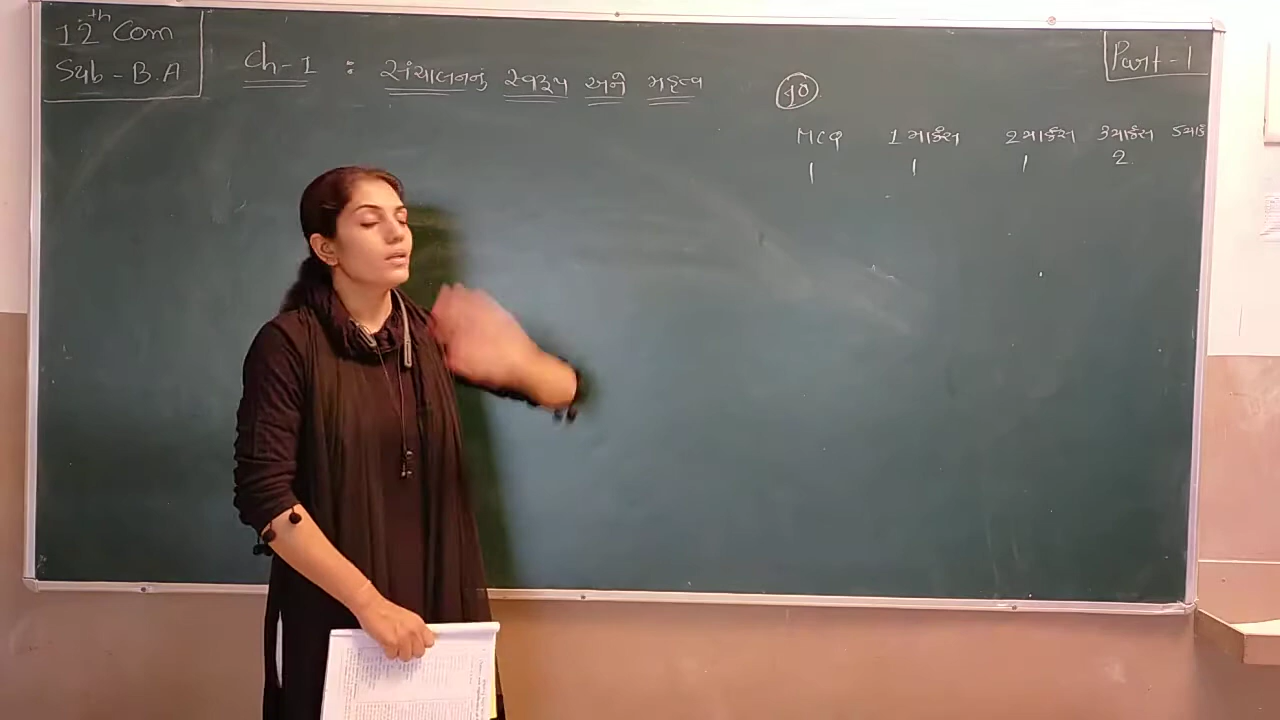 12th Com
Sub - B.A
Ch-1 : સંચાલનનું સ્વરૂપ અને મહત્વ
Part-1
10
MCQ 1 માર્કસ 2 માર્કસ 3 માર્કસ 5 માર્ક
1 1 1 2